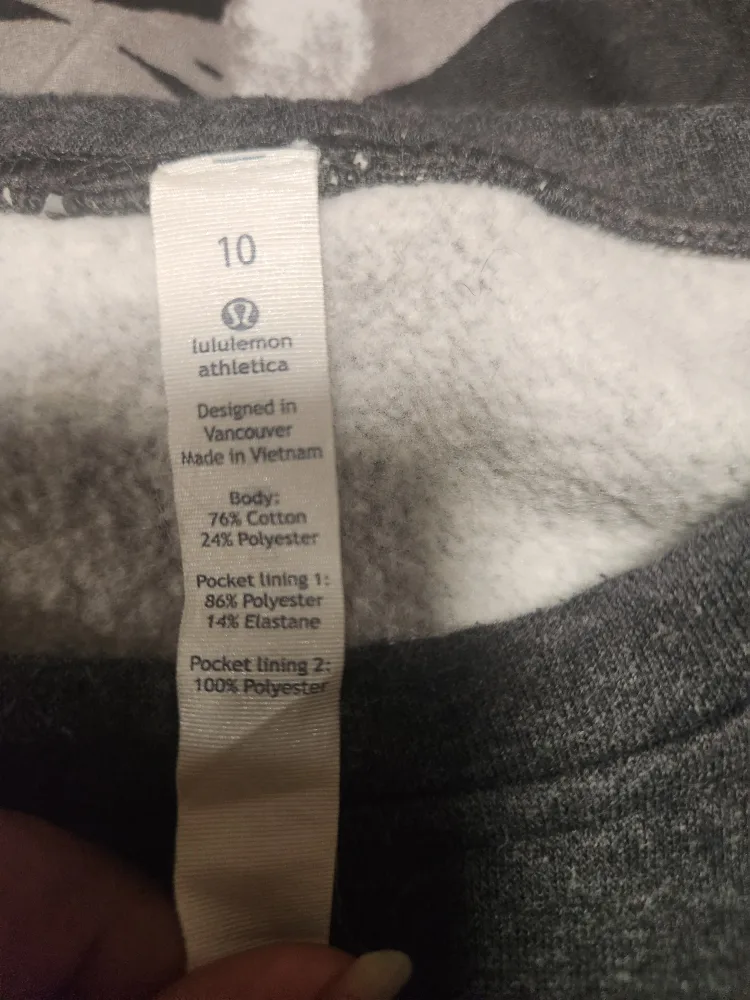 10
lululemon
athletica
Designed in
Vancouver
Made in Vietnam
Body:
76% Cotton
24% Polyester
Pocket lining 1:
86% Polyester
14% Elastane
Pocket lining 2:
100% Polyester